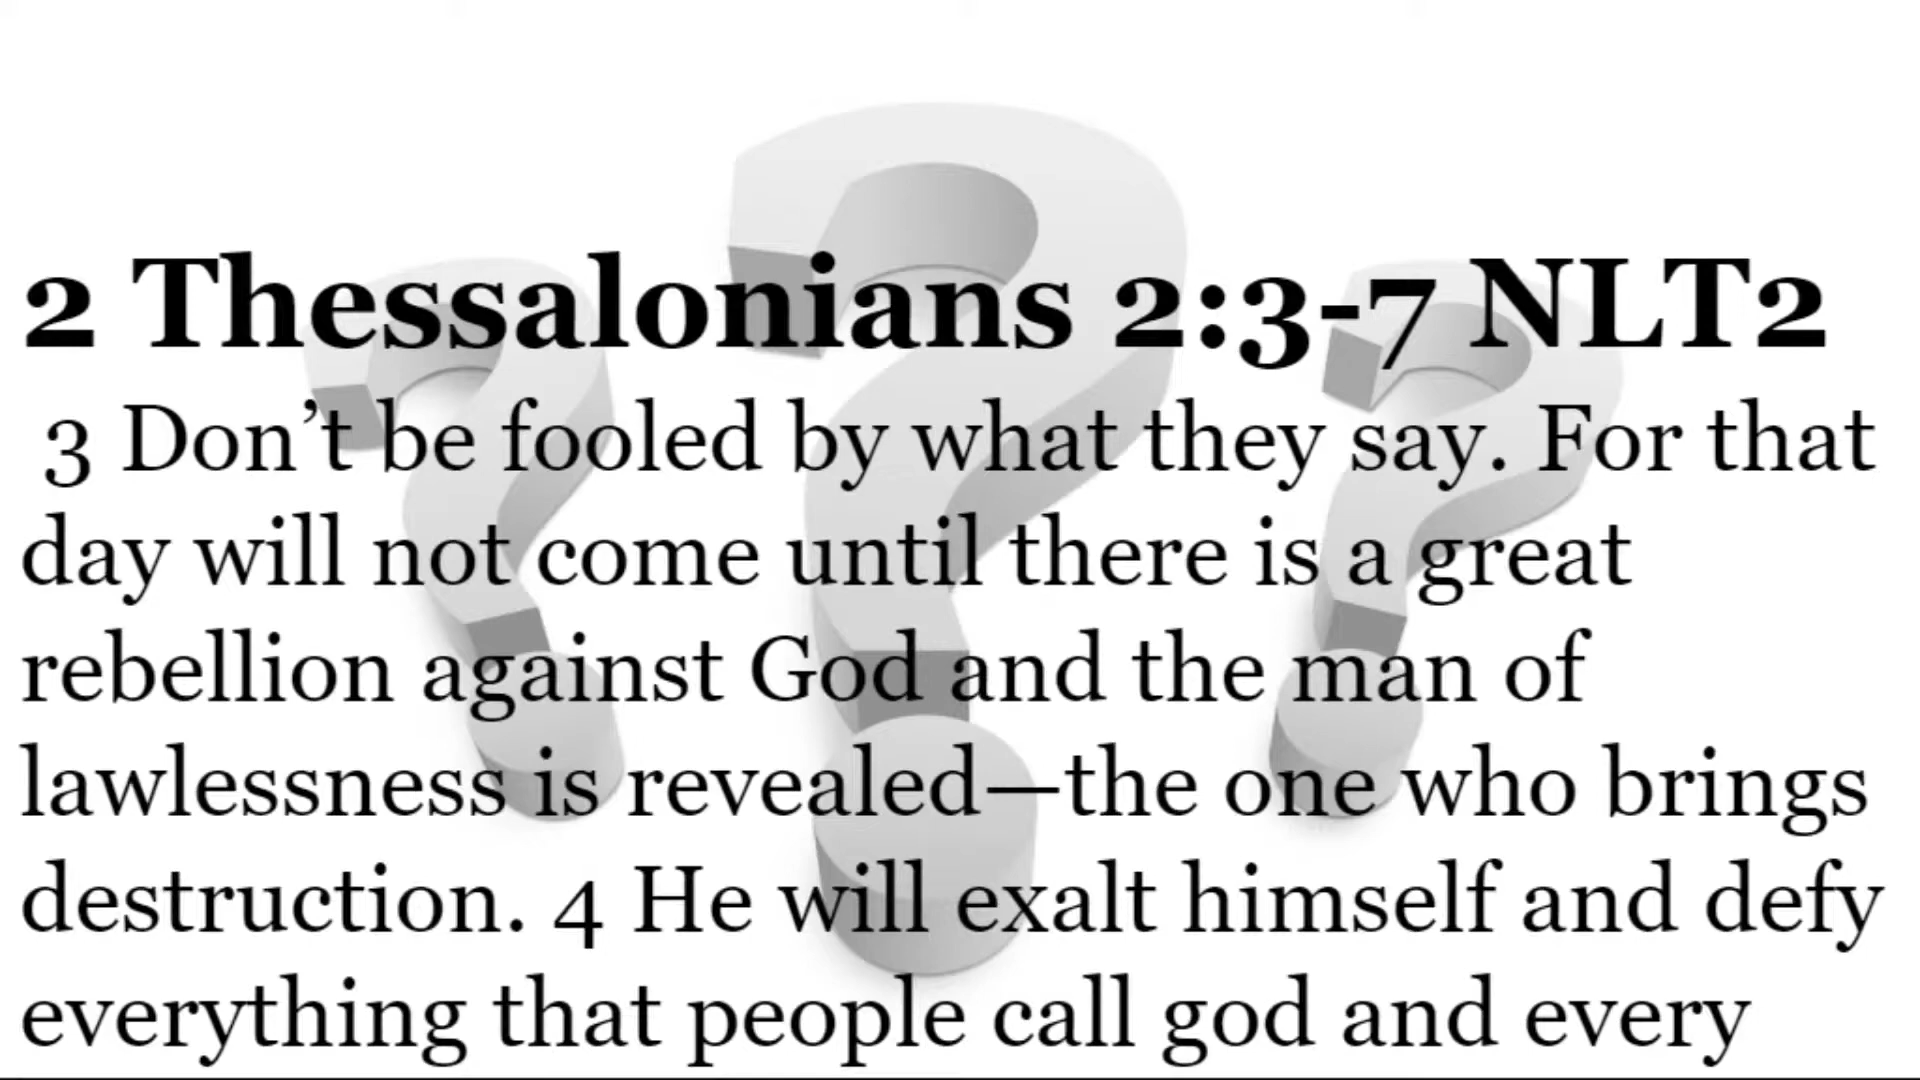 2 Thessalonians 2:3-7 NLT2
3 Don’t be fooled by what they say. For that
day will not come until there is a great
rebellion against God and the man of
lawlessness is revealed—the one who brings
destruction. 4 He will exalt himself and defy
everything that people call god and every